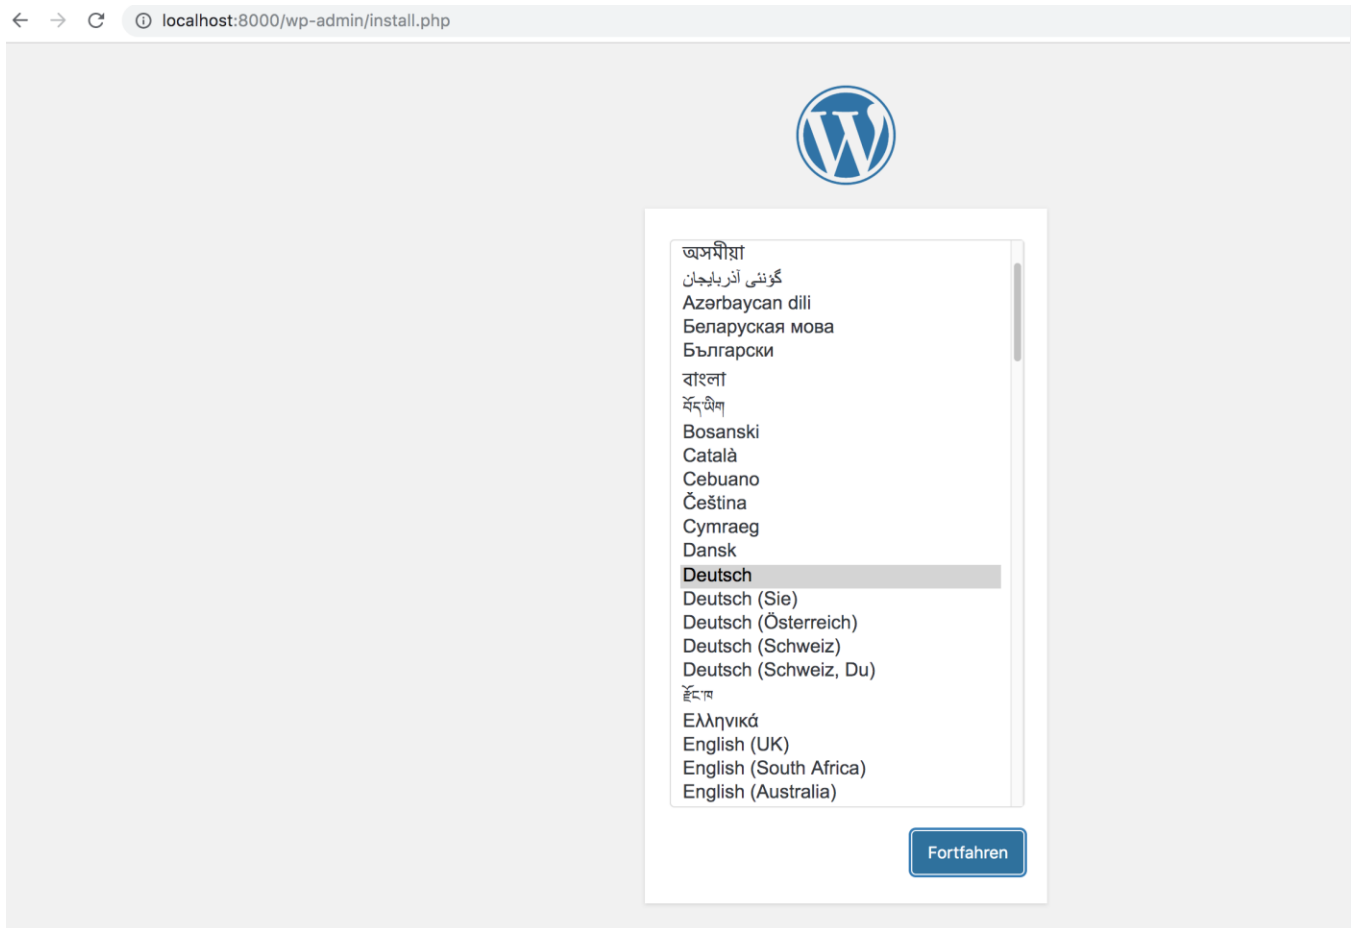 localhost:8000/wp-admin/install.php
অসমীয়া
گؤنئی آذربایجان
Azərbaycan dili
Беларуская мова
Български
বাংলা
བོད་ཡིག
Bosanski
Català
Cebuano
Čeština
Cymraeg
Dansk
Deutsch
Deutsch (Sie)
Deutsch (Österreich)
Deutsch (Schweiz)
Deutsch (Schweiz, Du)
རྫོང་ཁ
Ελληνικά
English (UK)
English (South Africa)
English (Australia)
Fortfahren